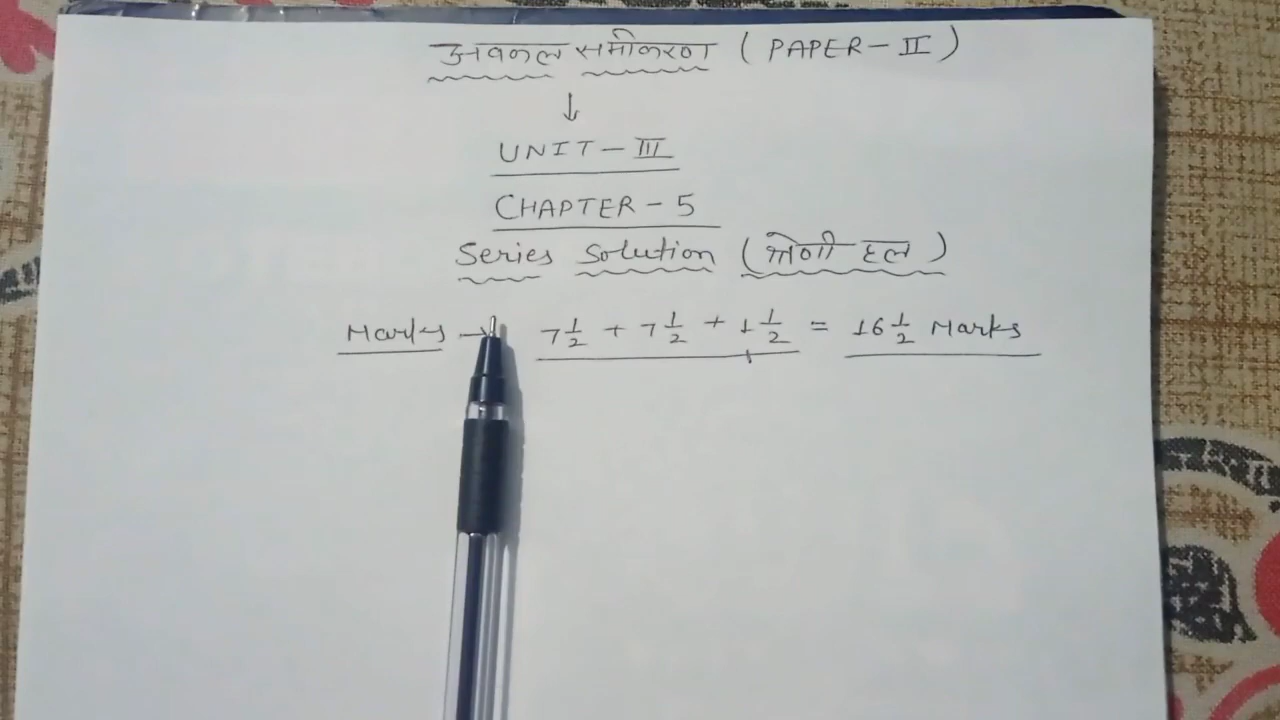 अवकल समीकरण ( PAPER - II )
↓
UNIT - III
CHAPTER - 5
Series Solution ( श्रेणी हल )
Marks → 7 1/2 + 7 1/2 + 1 1/2 = 16 1/2 Marks